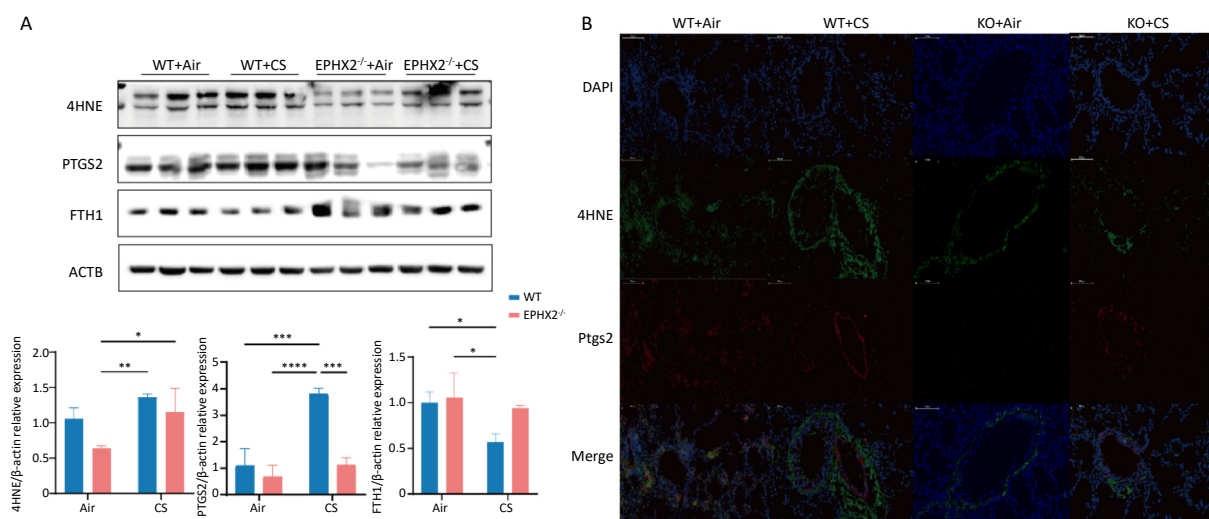 A
WT+Air WT+CS EPHX2⁻/⁻+Air EPHX2⁻/⁻+CS
4HNE
PTGS2
FTH1
ACTB
WT
EPHX2⁻/⁻
4HNE/β-actin relative expression
2.0
1.5
1.0
0.5
0.0
*
**
Air CS
PTGS2/β-actin relative expression
5
4
3
2
1
0
***
**** ***
Air CS
FTH1/β-actin relative expression
1.5
1.0
0.5
0.0
*
*
Air CS
B
WT+Air WT+CS KO+Air KO+CS
DAPI
4HNE
Ptgs2
Merge